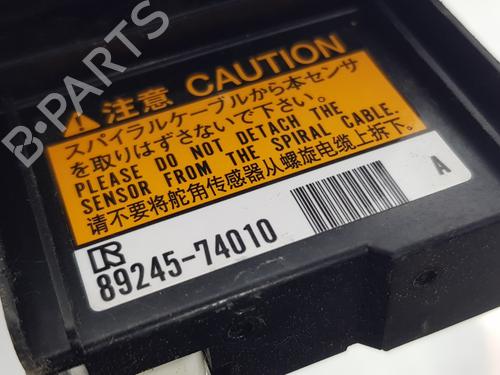 注意 CAUTION
スパイラルケーブルから本センサ
を取りはずさないで下さい。
PLEASE DO NOT DETACH THE
SENSOR FROM THE SPIRAL CABLE.
请不要将舵角传感器从螺旋电缆上拆下。
A
89245-74010
B-PARTS